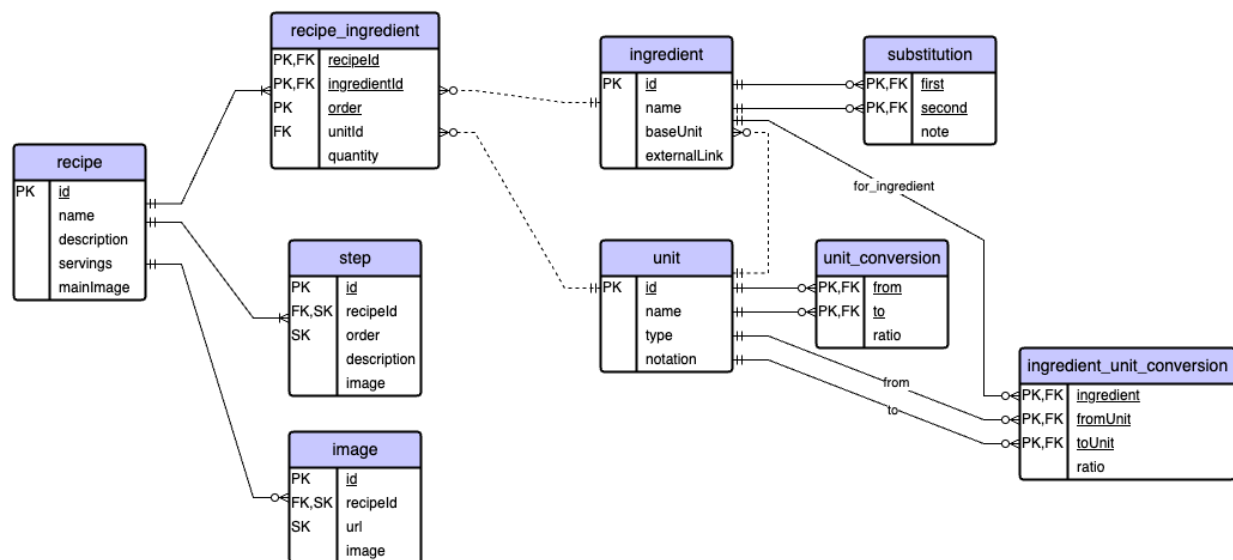 recipe
PK id
name
description
servings
mainImage
recipe_ingredient
PK,FK recipeId
PK,FK ingredientId
PK order
FK unitId
quantity
step
PK id
FK,SK recipeId
SK order
description
image
image
PK id
FK,SK recipeId
SK url
image
ingredient
PK id
name
baseUnit
externalLink
substitution
PK,FK first
PK,FK second
note
for_ingredient
unit
PK id
name
type
notation
unit_conversion
PK,FK from
PK,FK to
ratio
from
to
ingredient_unit_conversion
PK,FK ingredient
PK,FK fromUnit
PK,FK toUnit
ratio